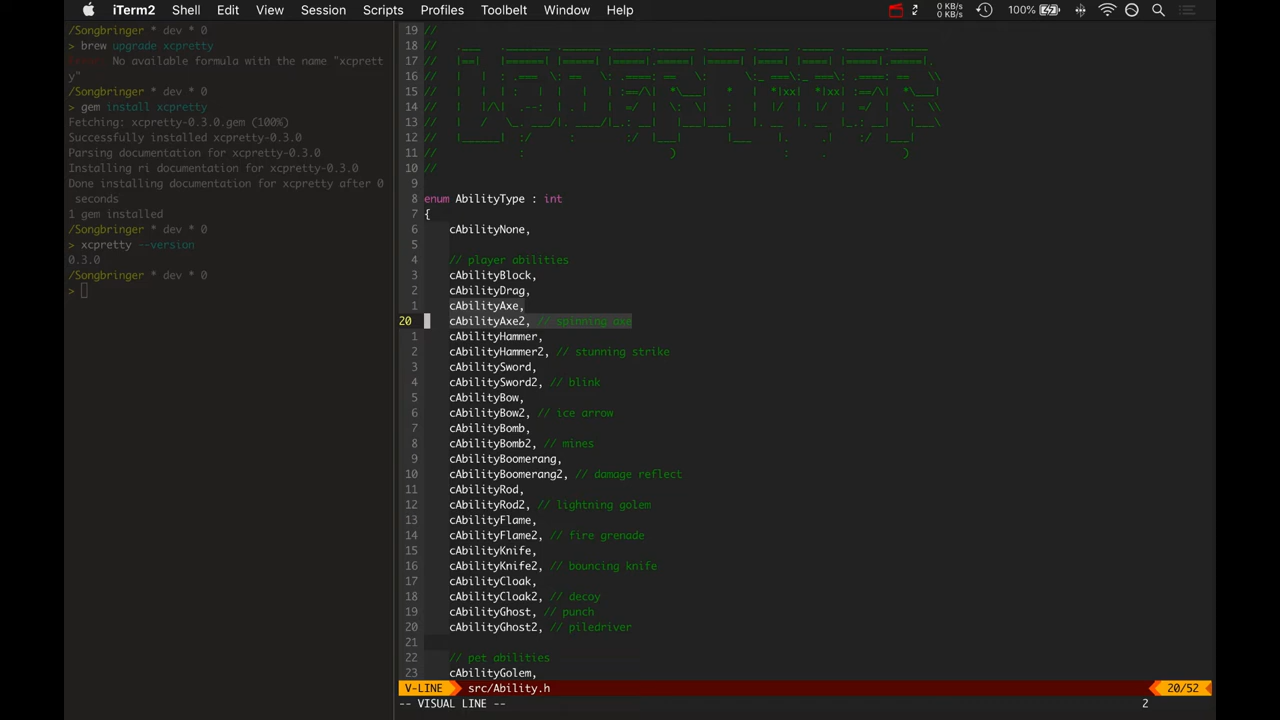 iTerm2 Shell Edit View Session Scripts Profiles Toolbelt Window Help 0 KB/s 0 KB/s 100%
/Songbringer * dev * 0
> brew upgrade xcpretty
Error: No available formula with the name "xcprett
y"
/Songbringer * dev * 0
> gem install xcpretty
Fetching: xcpretty-0.3.0.gem (100%)
Successfully installed xcpretty-0.3.0
Parsing documentation for xcpretty-0.3.0
Installing ri documentation for xcpretty-0.3.0
Done installing documentation for xcpretty after 0
seconds
1 gem installed
/Songbringer * dev * 0
> xcpretty --version
0.3.0
/Songbringer * dev * 0
>
19 //
18 //
17 //
16 //
15 //
14 //
13 //
12 //
11 //
10 //
9
8 enum AbilityType : int
7 {
6 cAbilityNone,
5
4 // player abilities
3 cAbilityBlock,
2 cAbilityDrag,
1 cAbilityAxe,
20 cAbilityAxe2, // spinning axe
1 cAbilityHammer,
2 cAbilityHammer2, // stunning strike
3 cAbilitySword,
4 cAbilitySword2, // blink
5 cAbilityBow,
6 cAbilityBow2, // ice arrow
7 cAbilityBomb,
8 cAbilityBomb2, // mines
9 cAbilityBoomerang,
10 cAbilityBoomerang2, // damage reflect
11 cAbilityRod,
12 cAbilityRod2, // lightning golem
13 cAbilityFlame,
14 cAbilityFlame2, // fire grenade
15 cAbilityKnife,
16 cAbilityKnife2, // bouncing knife
17 cAbilityCloak,
18 cAbilityCloak2, // decoy
19 cAbilityGhost, // punch
20 cAbilityGhost2, // piledriver
21
22 // pet abilities
23 cAbilityGolem,
V-LINE src/Ability.h 20/52
-- VISUAL LINE -- 2